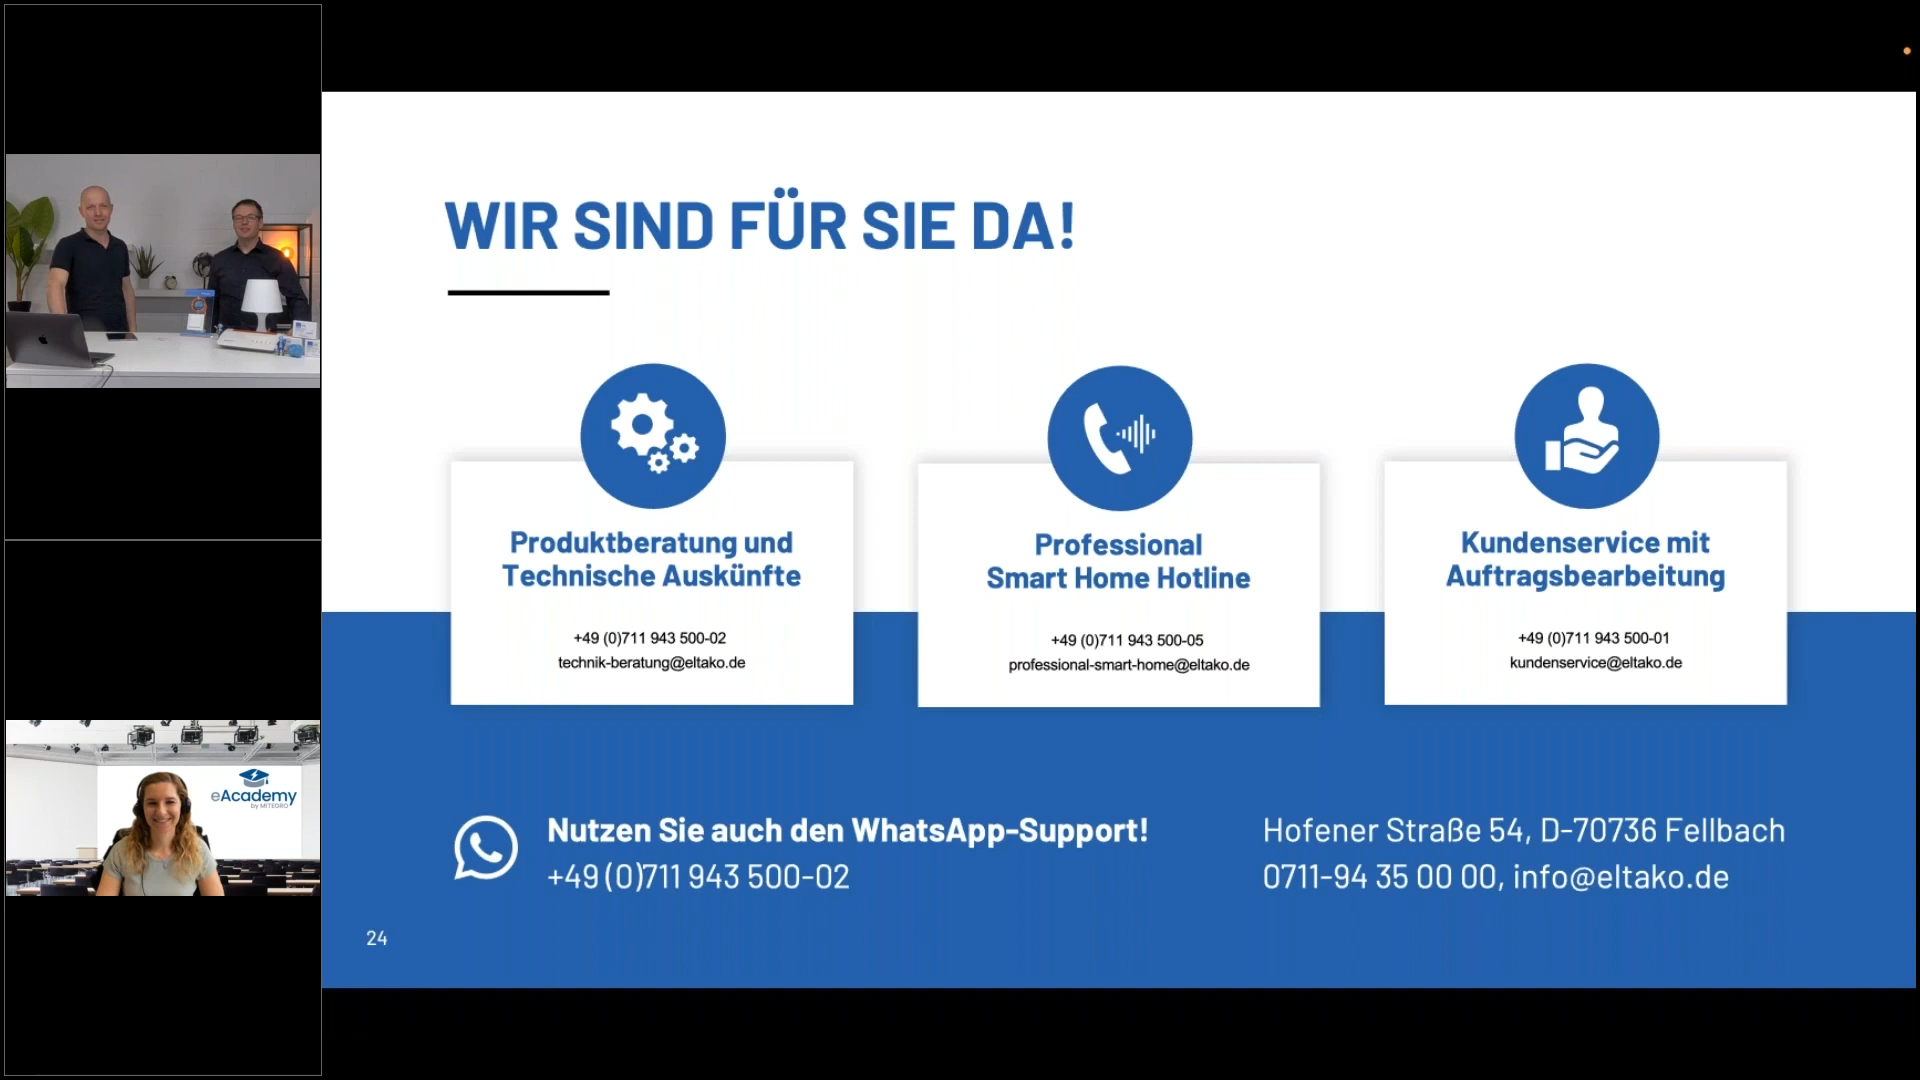 WIR SIND FÜR SIE DA!
Produktberatung und
Technische Auskünfte
+49 (0)711 943 500-02
technik-beratung@eltako.de
Professional
Smart Home Hotline
+49 (0)711 943 500-05
professional-smart-home@eltako.de
Kundenservice mit
Auftragsbearbeitung
+49 (0)711 943 500-01
kundenservice@eltako.de
Nutzen Sie auch den WhatsApp-Support!
+49 (0)711 943 500-02
Hofener Straße 54, D-70736 Fellbach
0711-94 35 00 00, info@eltako.de
24
eAcademy
by MITEGRO